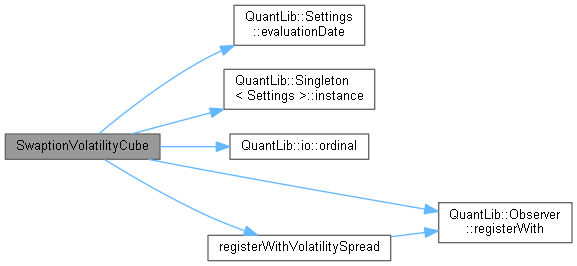 QuantLib::Settings
::evaluationDate
QuantLib::Singleton
< Settings >::instance
SwaptionVolatilityCube
QuantLib::io::ordinal
QuantLib::Observer
::registerWith
registerWithVolatilitySpread